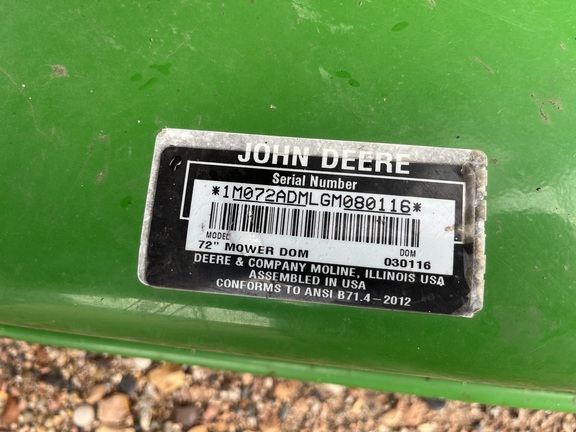 JOHN DEERE
Serial Number
*1M072ADMLGM080116*
MODEL DOM
72" MOWER DOM 030116
DEERE & COMPANY MOLINE, ILLINOIS USA
ASSEMBLED IN USA
CONFORMS TO ANSI B71.4-2012